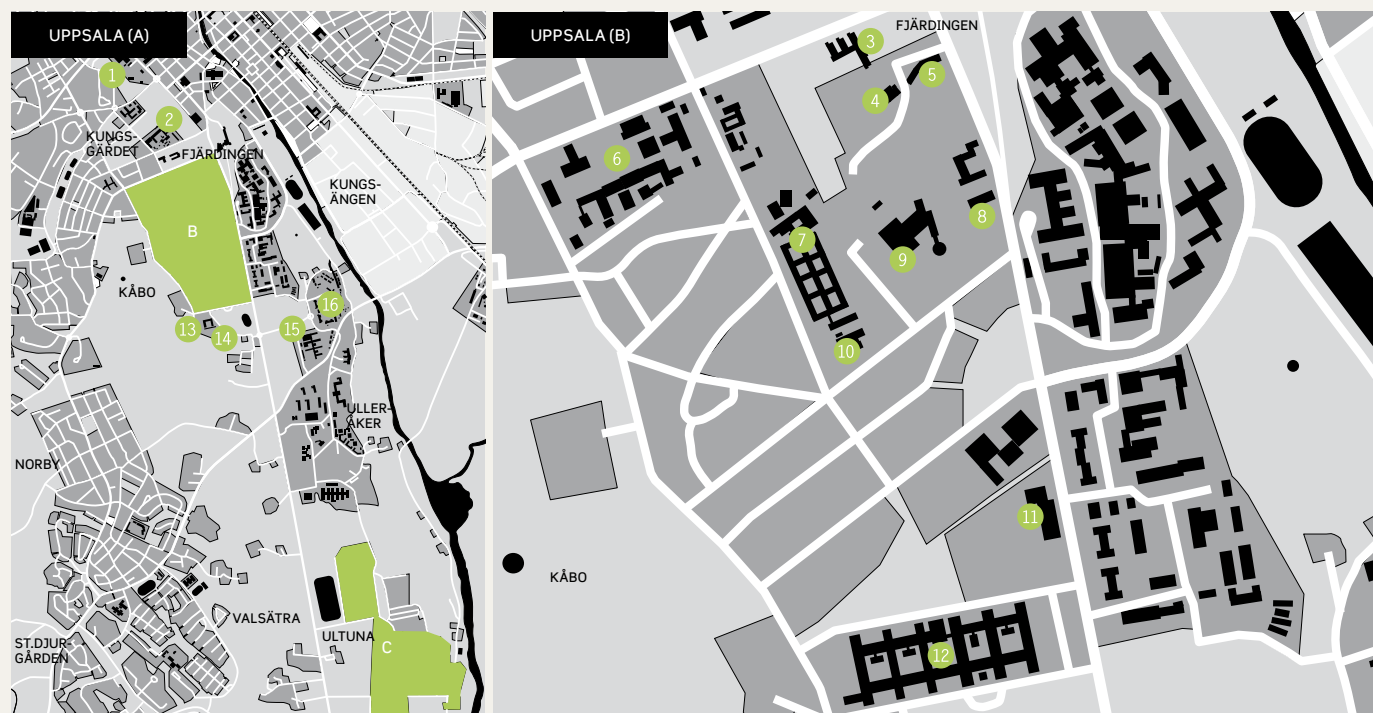 UPPSALA (A)
1
2
KUNGS-
GÄRDET
FJÄRDINGEN
KUNGS-
ÄNGEN
B
KÅBO
13
14
15
16
ULLER-
ÅKER
NORBY
VALSÄTRA
ULTUNA
ST.DJUR-
GÅRDEN
C
UPPSALA (B)
FJÄRDINGEN
3
5
4
6
8
7
9
10
11
KÅBO
12